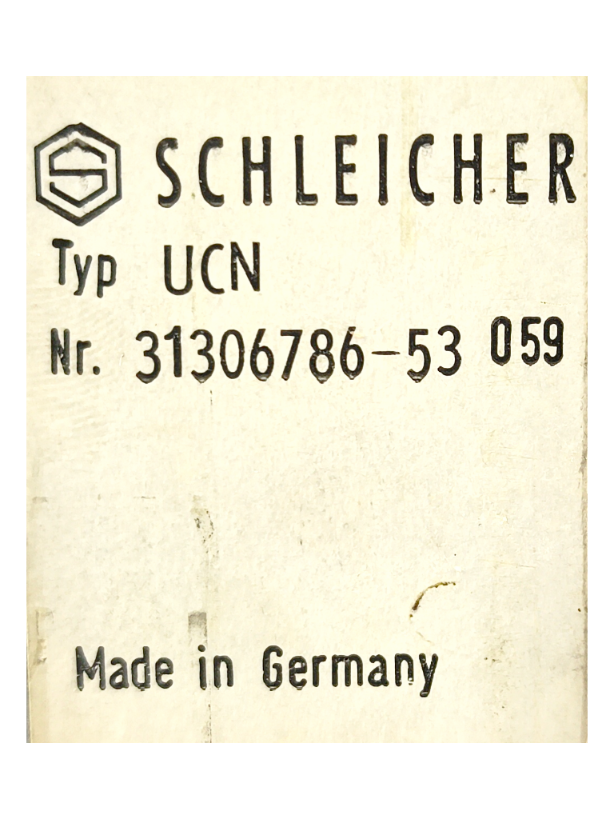 SCHLEICHER
Typ UCN
Nr. 31306786-53 059
Made in Germany